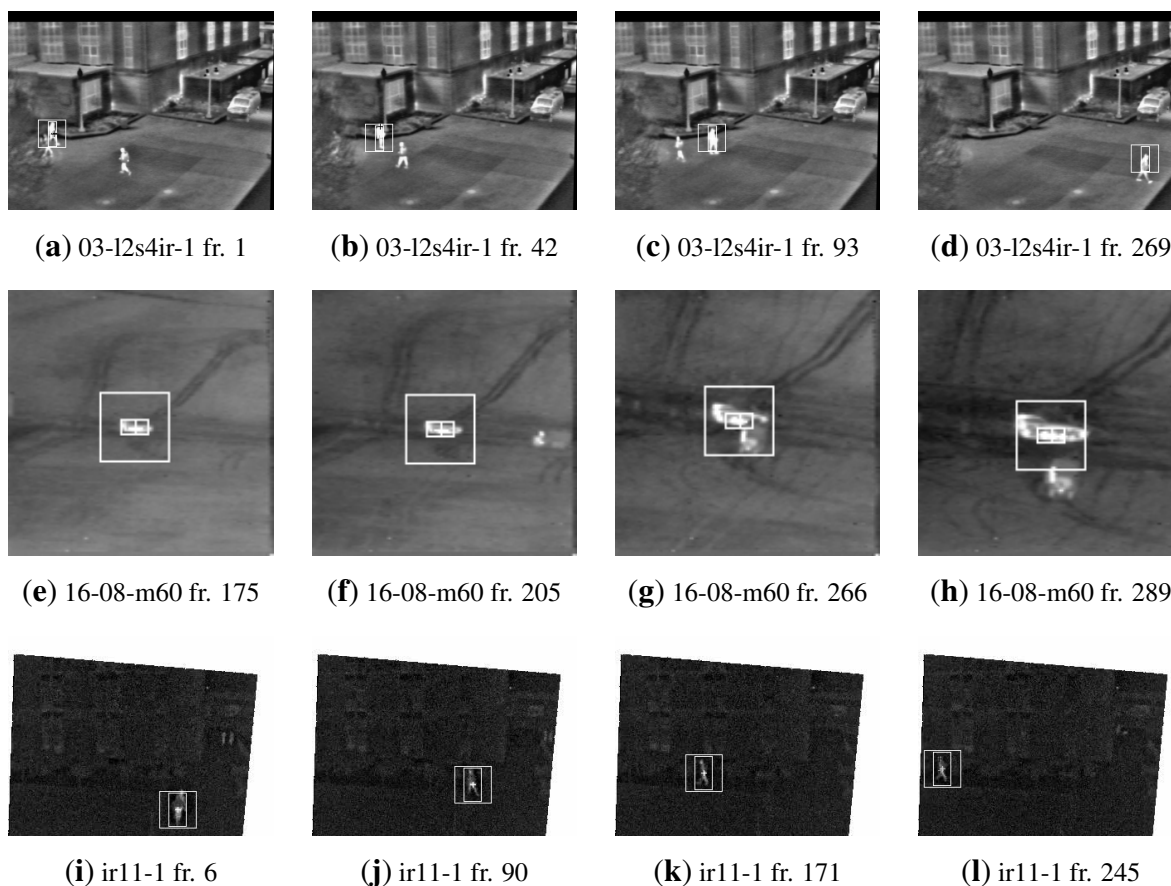 (a) 03-l2s4ir-1 fr. 1
(b) 03-l2s4ir-1 fr. 42
(c) 03-l2s4ir-1 fr. 93
(d) 03-l2s4ir-1 fr. 269
(e) 16-08-m60 fr. 175
(f) 16-08-m60 fr. 205
(g) 16-08-m60 fr. 266
(h) 16-08-m60 fr. 289
(i) ir11-1 fr. 6
(j) ir11-1 fr. 90
(k) ir11-1 fr. 171
(l) ir11-1 fr. 245